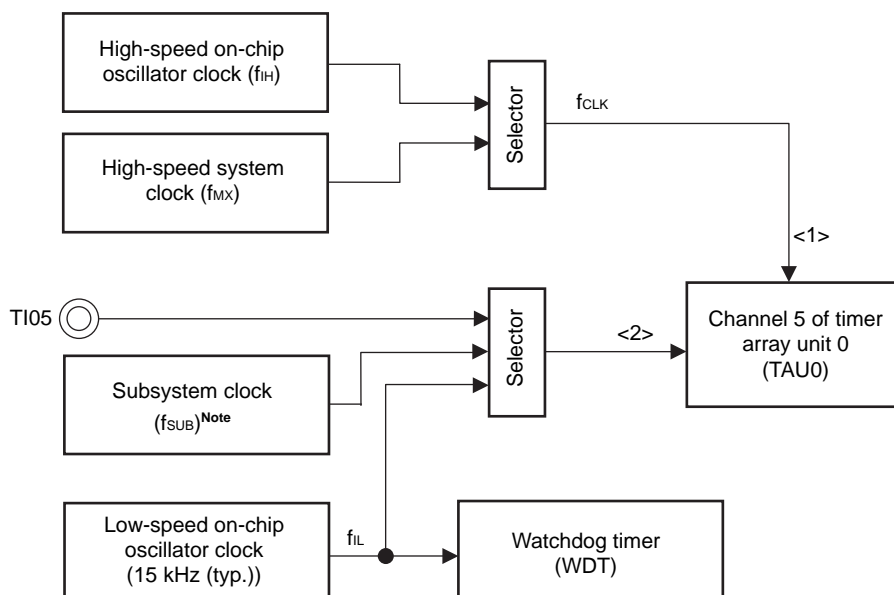 High-speed on-chip
oscillator clock (fIH)
Selector
fCLK
High-speed system
clock (fMX)
<1>
TI05
Selector
<2>
Channel 5 of timer
array unit 0
(TAU0)
Subsystem clock
(fSUB)Note
Low-speed on-chip
oscillator clock
(15 kHz (typ.))
fIL
Watchdog timer
(WDT)